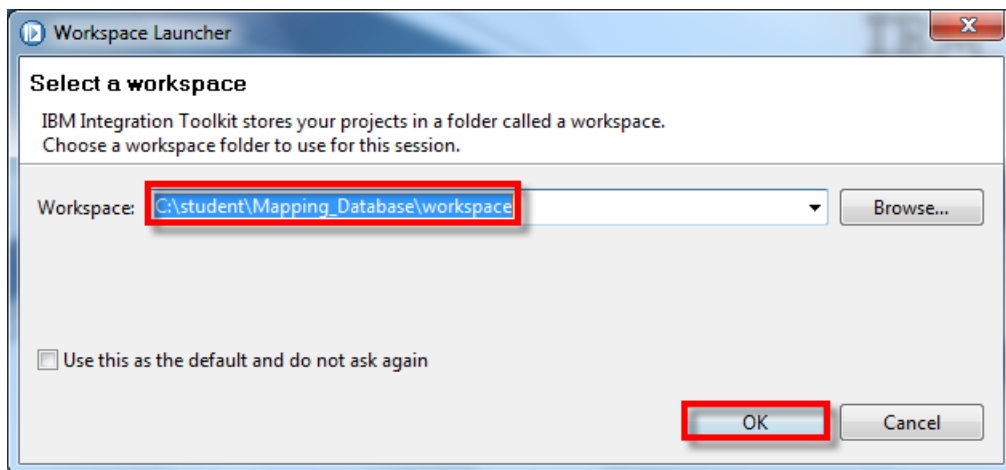 Workspace Launcher
IBM
Select a workspace
IBM Integration Toolkit stores your projects in a folder called a workspace.
Choose a workspace folder to use for this session.
Workspace: C:\student\Mapping_Database\workspace Browse...
Use this as the default and do not ask again
OK Cancel